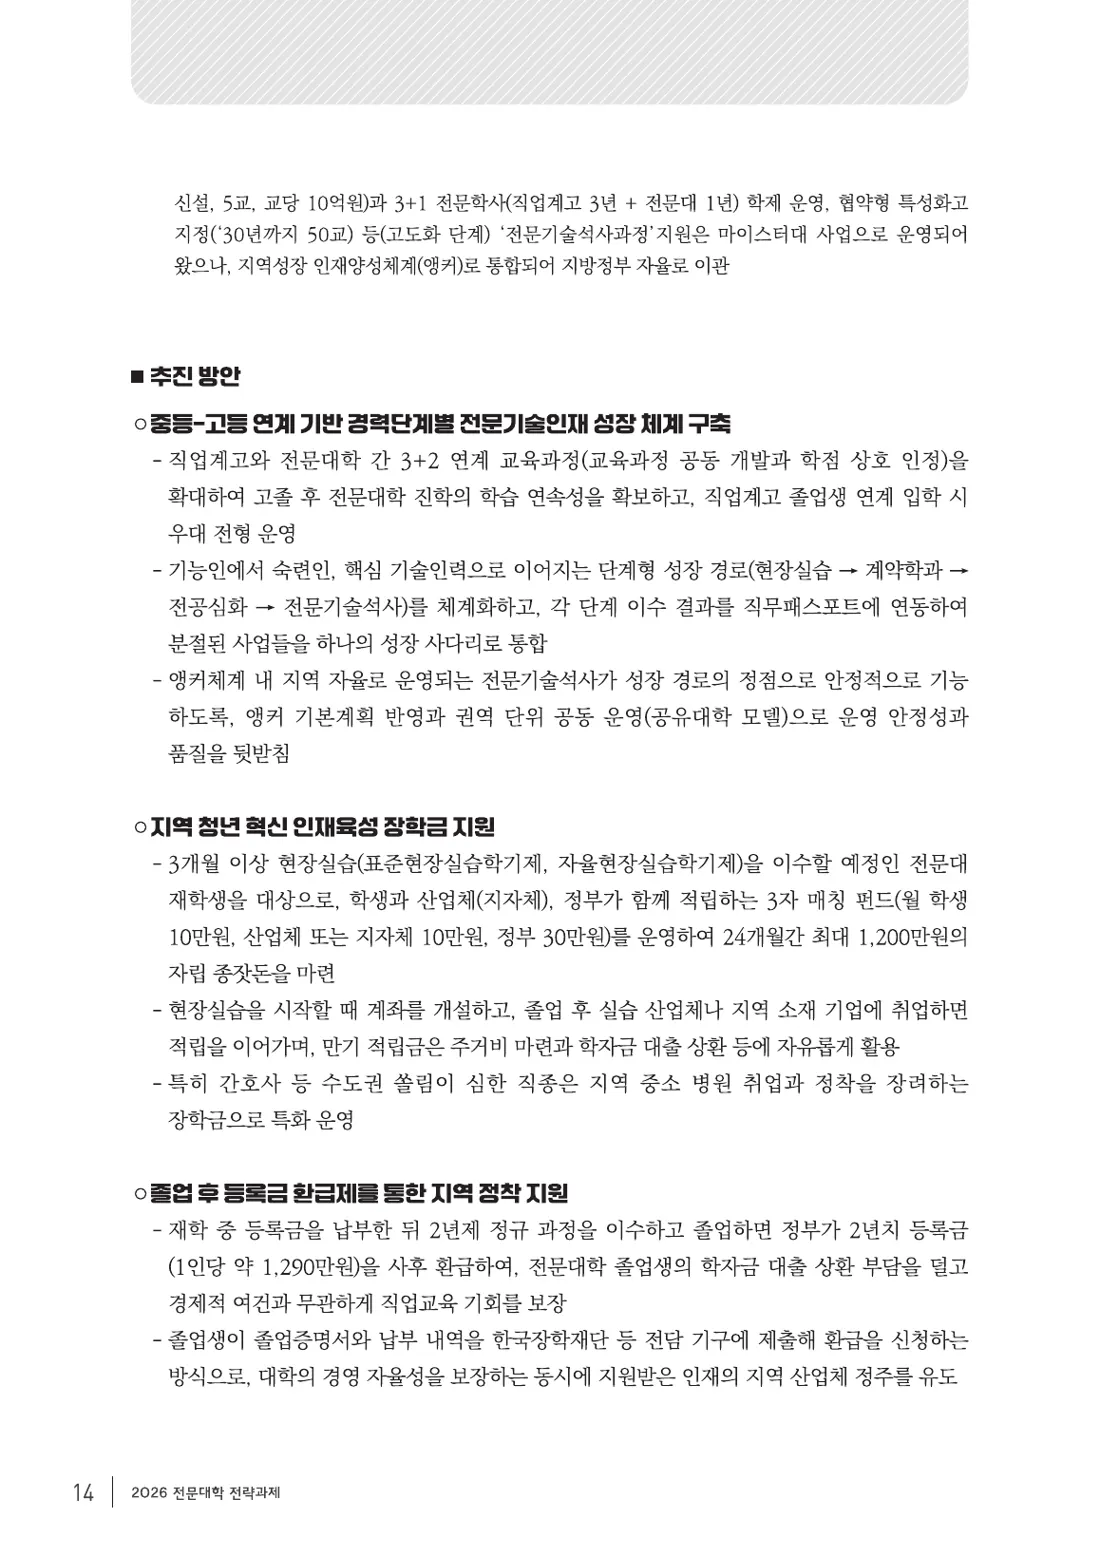 신설, 5교, 교당 10억원)과 3+1 전문학사(직업계고 3년 + 전문대 1년) 학제 운영, 협약형 특성화고
지정('30년까지 50교) 등(고도화 단계) '전문기술석사과정'지원은 마이스터대 사업으로 운영되어
왔으나, 지역성장 인재양성체계(앵커)로 통합되어 지방정부 자율로 이관
■ 추진 방안
○ 중등-고등 연계 기반 경력단계별 전문기술인재 성장 체계 구축
- 직업계고와 전문대학 간 3+2 연계 교육과정(교육과정 공동 개발과 학점 상호 인정)을
확대하여 고졸 후 전문대학 진학의 학습 연속성을 확보하고, 직업계고 졸업생 연계 입학 시
우대 전형 운영
- 기능인에서 숙련인, 핵심 기술인력으로 이어지는 단계형 성장 경로(현장실습 → 계약학과 →
전공심화 → 전문기술석사)를 체계화하고, 각 단계 이수 결과를 직무패스포트에 연동하여
분절된 사업들을 하나의 성장 사다리로 통합
- 앵커체계 내 지역 자율로 운영되는 전문기술석사가 성장 경로의 정점으로 안정적으로 기능
하도록, 앵커 기본계획 반영과 권역 단위 공동 운영(공유대학 모델)으로 운영 안정성과
품질을 뒷받침
○ 지역 청년 혁신 인재육성 장학금 지원
- 3개월 이상 현장실습(표준현장실습학기제, 자율현장실습학기제)을 이수할 예정인 전문대
재학생을 대상으로, 학생과 산업체(지자체), 정부가 함께 적립하는 3자 매칭 펀드(월 학생
10만원, 산업체 또는 지자체 10만원, 정부 30만원)를 운영하여 24개월간 최대 1,200만원의
자립 종잣돈을 마련
- 현장실습을 시작할 때 계좌를 개설하고, 졸업 후 실습 산업체나 지역 소재 기업에 취업하면
적립을 이어가며, 만기 적립금은 주거비 마련과 학자금 대출 상환 등에 자유롭게 활용
- 특히 간호사 등 수도권 쏠림이 심한 직종은 지역 중소 병원 취업과 정착을 장려하는
장학금으로 특화 운영
○ 졸업 후 등록금 환급제를 통한 지역 정착 지원
- 재학 중 등록금을 납부한 뒤 2년제 정규 과정을 이수하고 졸업하면 정부가 2년치 등록금
(1인당 약 1,290만원)을 사후 환급하여, 전문대학 졸업생의 학자금 대출 상환 부담을 덜고
경제적 여건과 무관하게 직업교육 기회를 보장
- 졸업생이 졸업증명서와 납부 내역을 한국장학재단 등 전담 기구에 제출해 환급을 신청하는
방식으로, 대학의 경영 자율성을 보장하는 동시에 지원받은 인재의 지역 산업체 정주를 유도
14 2026 전문대학 전략과제